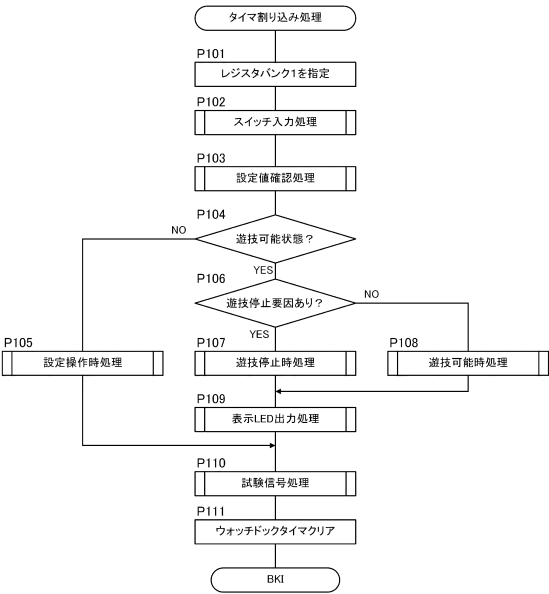 タイマ割り込み処理
P101
レジスタバンク1を指定
P102
スイッチ入力処理
P103
設定値確認処理
P104
遊技可能状態?
NO
YES
P106
遊技停止要因あり?
NO
YES
P105
設定操作時処理
P107
遊技停止時処理
P108
遊技可能時処理
P109
表示LED出力処理
P110
試験信号処理
P111
ウォッチドックタイマクリア
BKI